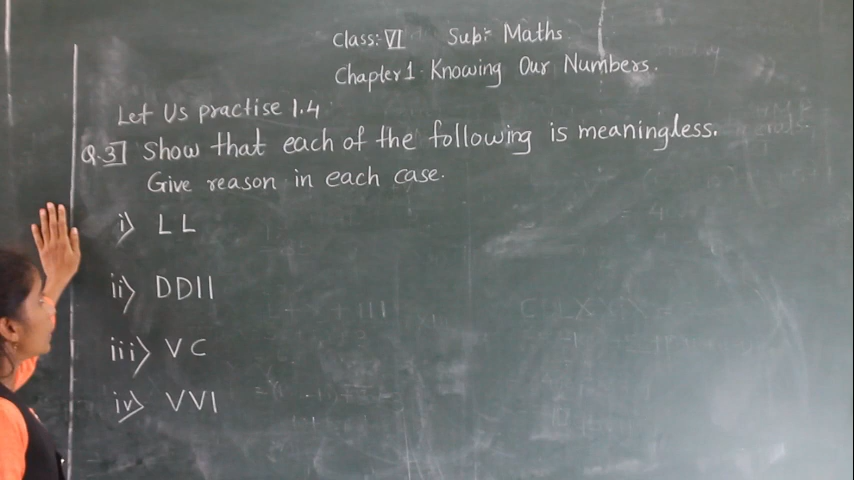 Class: VI Sub:- Maths
Chapter 1. Knowing Our Numbers.
Let Us practise 1.4
Q.3] Show that each of the following is meaningless.
Give reason in each case.
i) LL
ii) DDII
iii) VC
iv) VVI